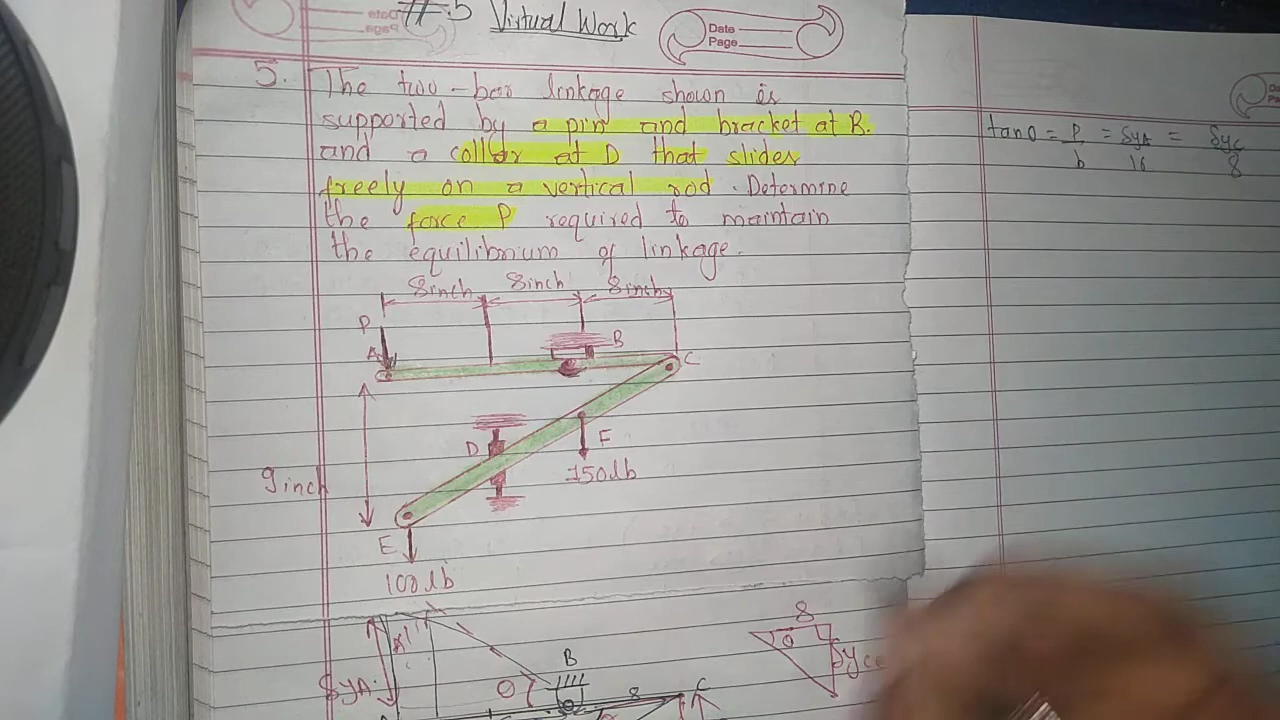 #5 Virtual Work
Date
Page
5. The two-bar linkage shown is
supported by a pin and bracket at B.
and a collar at D that slides
freely on a vertical rod. Determine
the force P required to maintain
the equilibrium of linkage.
8inch 8inch 8inch
P
A
B
C
D
F
150lb
9inch
E
100lb
tanθ = P/b = δyA/16 = δyC/8
8
θ
δyc
δyA
θ
B
8
C